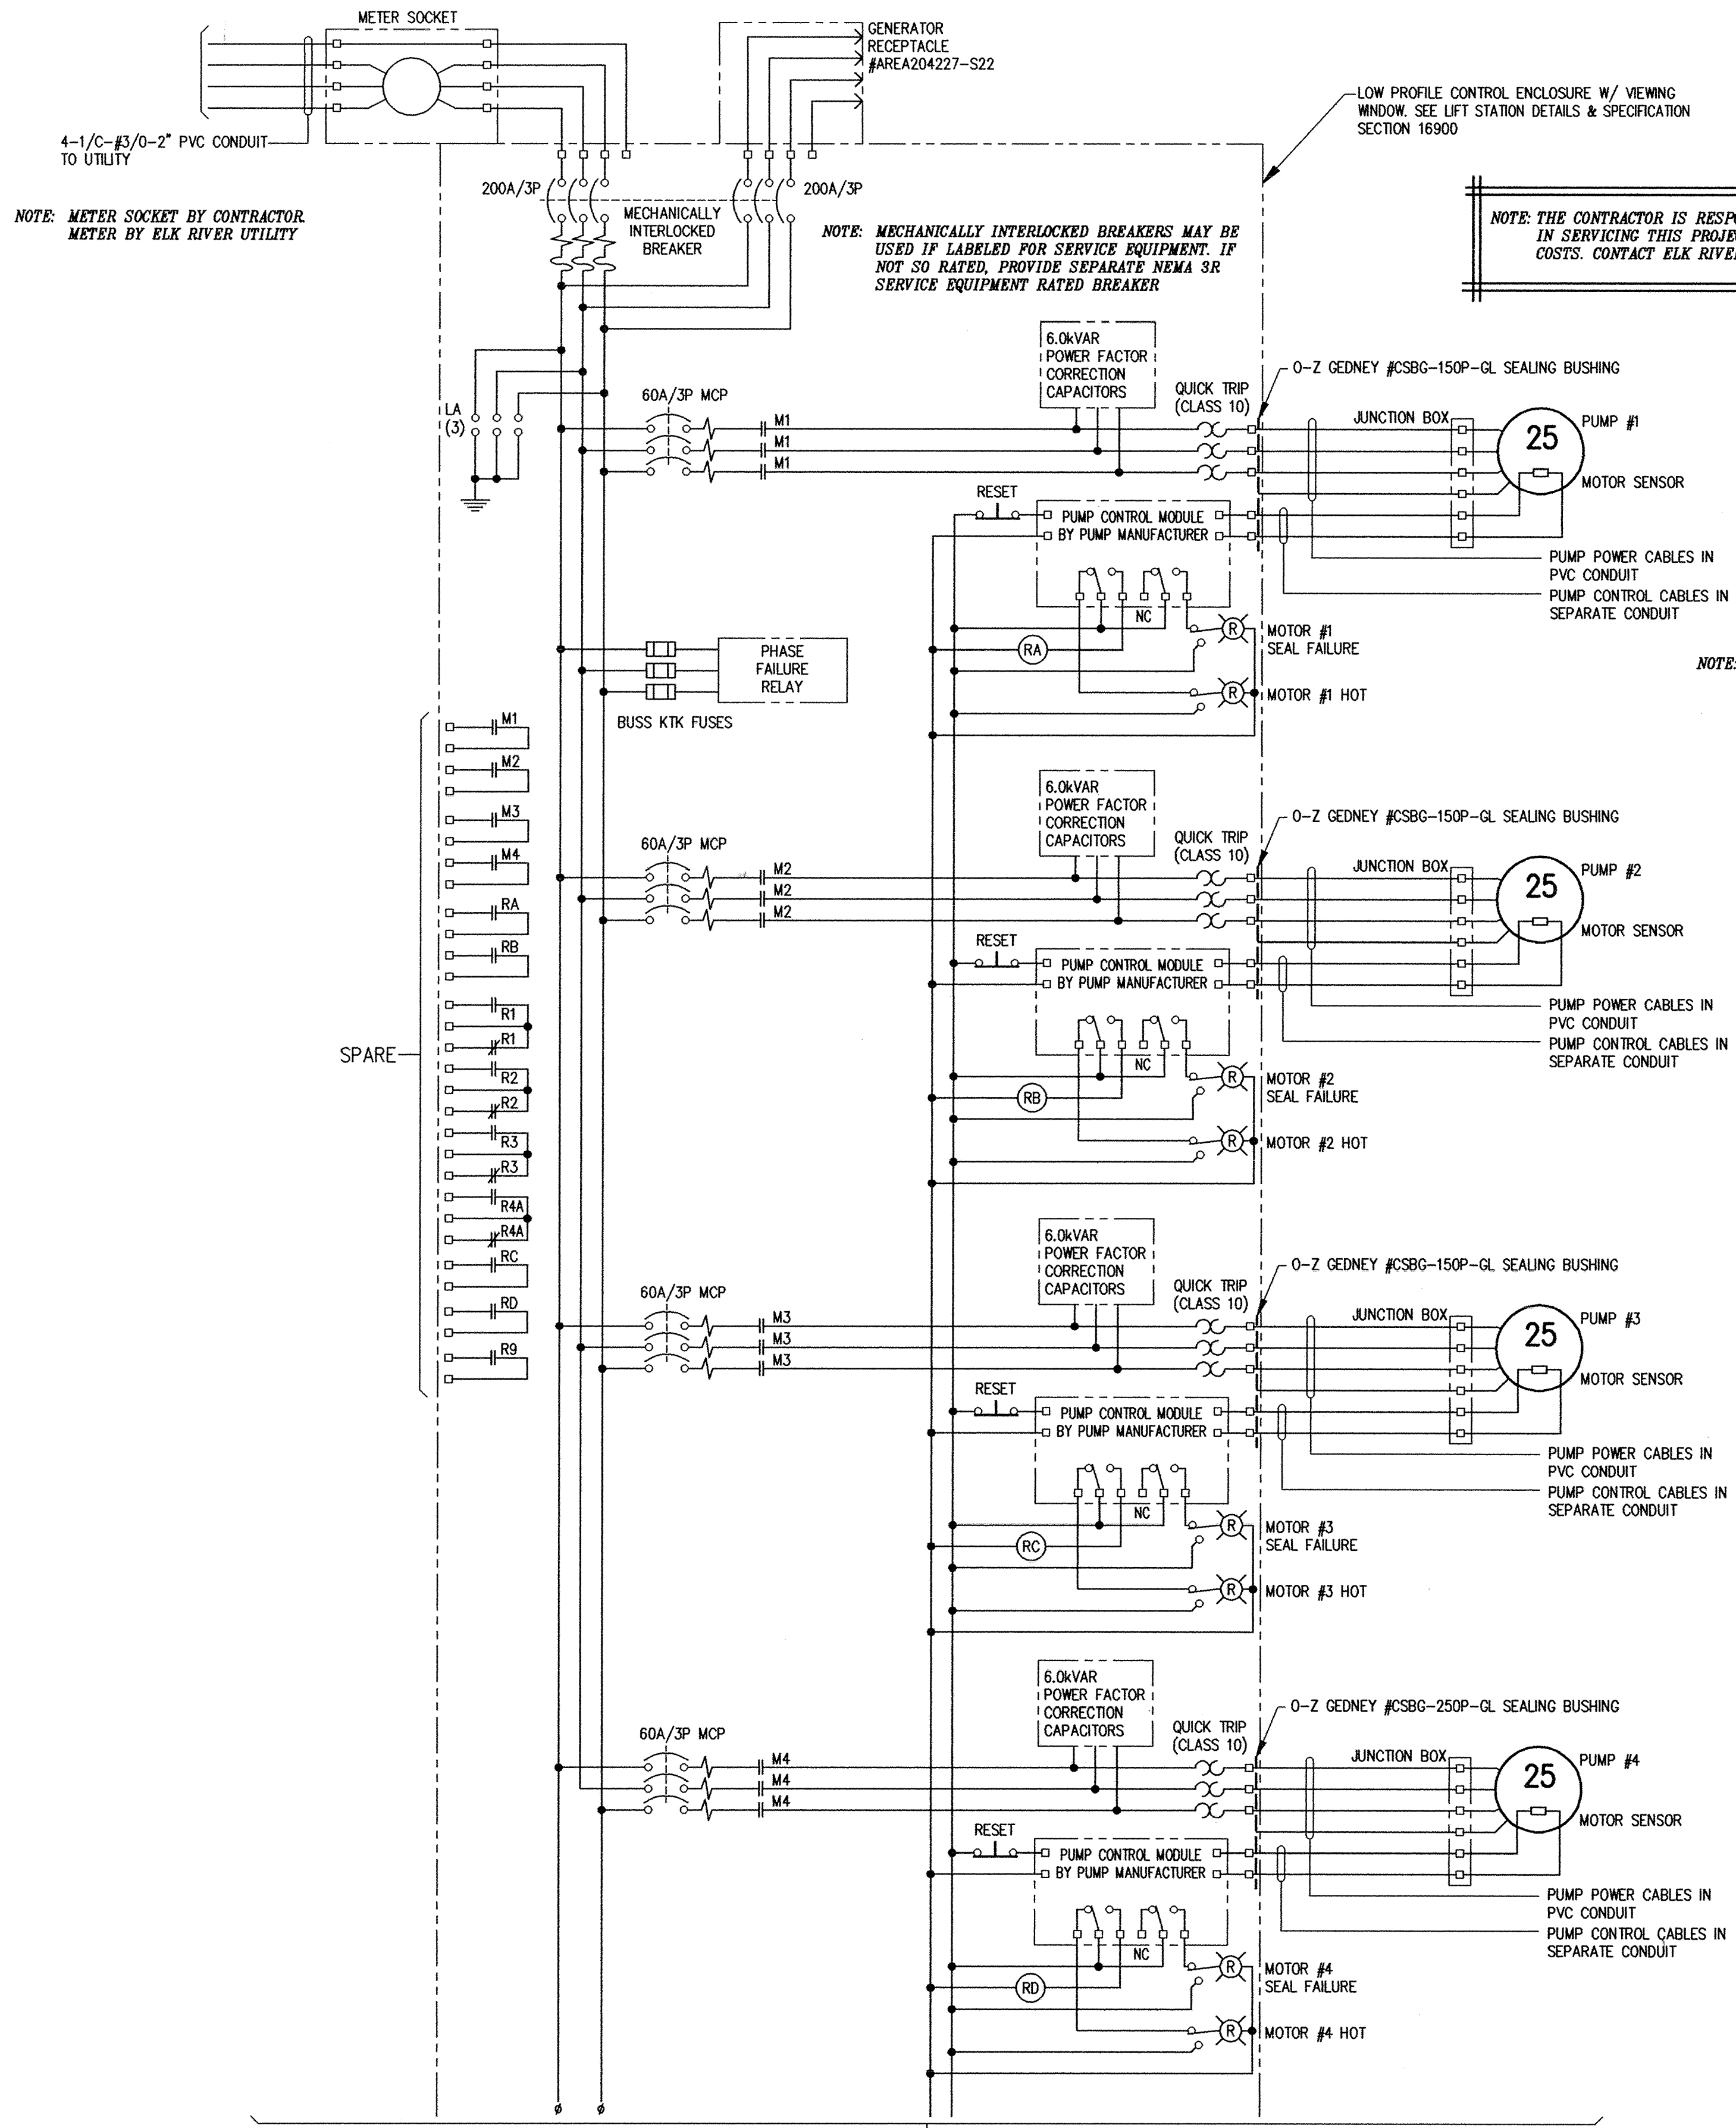 METER SOCKET
GENERATOR
RECEPTACLE
#AREA204227-S22
LOW PROFILE CONTROL ENCLOSURE W/ VIEWING
WINDOW. SEE LIFT STATION DETAILS & SPECIFICATION
SECTION 16900
4-1/C-#3/0-2" PVC CONDUIT
TO UTILITY
200A/3P
200A/3P
MECHANICALLY
INTERLOCKED
BREAKER
NOTE: METER SOCKET BY CONTRACTOR
METER BY ELK RIVER UTILITY
NOTE: MECHANICALLY INTERLOCKED BREAKERS MAY BE
USED IF LABELED FOR SERVICE EQUIPMENT. IF
NOT SO RATED, PROVIDE SEPARATE NEMA 3R
SERVICE EQUIPMENT RATED BREAKER
NOTE: THE CONTRACTOR IS RESPO
IN SERVICING THIS PROJE
COSTS. CONTACT ELK RIVER
LA
(3)
60A/3P MCP
M1
M1
M1
6.0kVAR
POWER FACTOR
CORRECTION
CAPACITORS
QUICK TRIP
(CLASS 10)
O-Z GEDNEY #CSBG-150P-GL SEALING BUSHING
JUNCTION BOX
25
PUMP #1
MOTOR SENSOR
RESET
PUMP CONTROL MODULE
BY PUMP MANUFACTURER
NC
PUMP POWER CABLES IN
PVC CONDUIT
PUMP CONTROL CABLES IN
SEPARATE CONDUIT
RA
R
MOTOR #1
SEAL FAILURE
R
MOTOR #1 HOT
NOTE:
PHASE
FAILURE
RELAY
BUSS KTK FUSES
SPARE
M1
M2
M3
M4
RA
RB
R1
R1
R2
R2
R3
R3
R4A
R4A
RC
RD
R9
60A/3P MCP
M2
M2
M2
6.0kVAR
POWER FACTOR
CORRECTION
CAPACITORS
QUICK TRIP
(CLASS 10)
O-Z GEDNEY #CSBG-150P-GL SEALING BUSHING
JUNCTION BOX
25
PUMP #2
MOTOR SENSOR
RESET
PUMP CONTROL MODULE
BY PUMP MANUFACTURER
NC
PUMP POWER CABLES IN
PVC CONDUIT
PUMP CONTROL CABLES IN
SEPARATE CONDUIT
RB
R
MOTOR #2
SEAL FAILURE
R
MOTOR #2 HOT
60A/3P MCP
M3
M3
M3
6.0kVAR
POWER FACTOR
CORRECTION
CAPACITORS
QUICK TRIP
(CLASS 10)
O-Z GEDNEY #CSBG-150P-GL SEALING BUSHING
JUNCTION BOX
25
PUMP #3
MOTOR SENSOR
RESET
PUMP CONTROL MODULE
BY PUMP MANUFACTURER
NC
PUMP POWER CABLES IN
PVC CONDUIT
PUMP CONTROL CABLES IN
SEPARATE CONDUIT
RC
R
MOTOR #3
SEAL FAILURE
R
MOTOR #3 HOT
60A/3P MCP
M4
M4
M4
6.0kVAR
POWER FACTOR
CORRECTION
CAPACITORS
QUICK TRIP
(CLASS 10)
O-Z GEDNEY #CSBG-250P-GL SEALING BUSHING
JUNCTION BOX
25
PUMP #4
MOTOR SENSOR
RESET
PUMP CONTROL MODULE
BY PUMP MANUFACTURER
NC
PUMP POWER CABLES IN
PVC CONDUIT
PUMP CONTROL CABLES IN
SEPARATE CONDUIT
RD
R
MOTOR #4
SEAL FAILURE
R
MOTOR #4 HOT
ø
ø